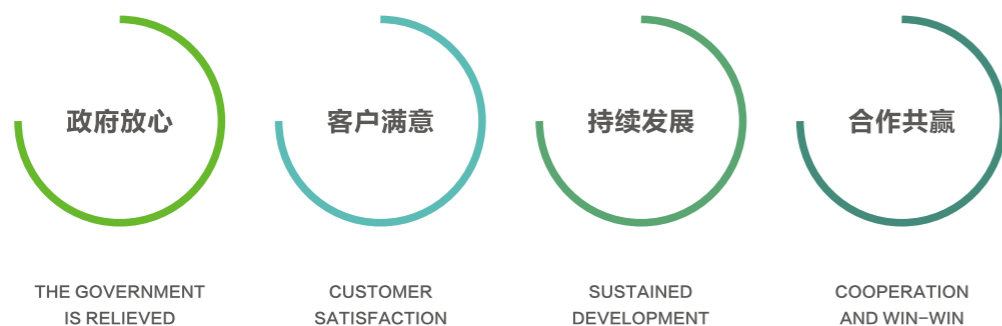 政府放心
客户满意
持续发展
合作共赢
THE GOVERNMENT
IS RELIEVED
CUSTOMER
SATISFACTION
SUSTAINED
DEVELOPMENT
COOPERATION
AND WIN-WIN